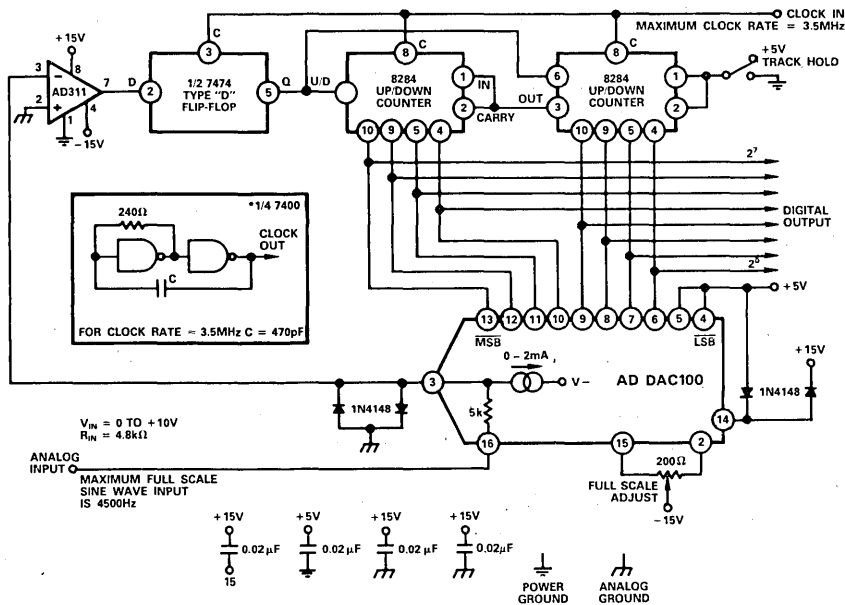 CLOCK IN
MAXIMUM CLOCK RATE = 3.5MHz
+15V
3
8
AD311
7
2
1
4
-15V
C
3
D
2
1/2 7474
TYPE "D"
FLIP-FLOP
5
Q
U/D
C
8
8284
UP/DOWN
COUNTER
1
IN
2
CARRY
OUT
10
9
5
4
C
8
6
3
8284
UP/DOWN
COUNTER
1
2
10
9
5
4
+5V
TRACK HOLD
2⁷
DIGITAL
OUTPUT
*1/4 7400
240Ω
CLOCK
OUT
C
FOR CLOCK RATE = 3.5MHz C = 470pF
+5V
13
12
11
10
9
8
7
6
5
4
MSB
LSB
0 – 2mA
V–
AD DAC100
3
5k
16
15
2
14
1N4148
1N4148
+15V
200Ω
FULL SCALE
ADJUST
-15V
VIN = 0 TO +10V
RIN = 4.8kΩ
ANALOG
INPUT
MAXIMUM FULL SCALE
SINE WAVE INPUT
IS 4500Hz
+15V
0.02µF
15
+5V
0.02µF
+15V
0.02µF
+15V
0.02µF
POWER
GROUND
ANALOG
GROUND